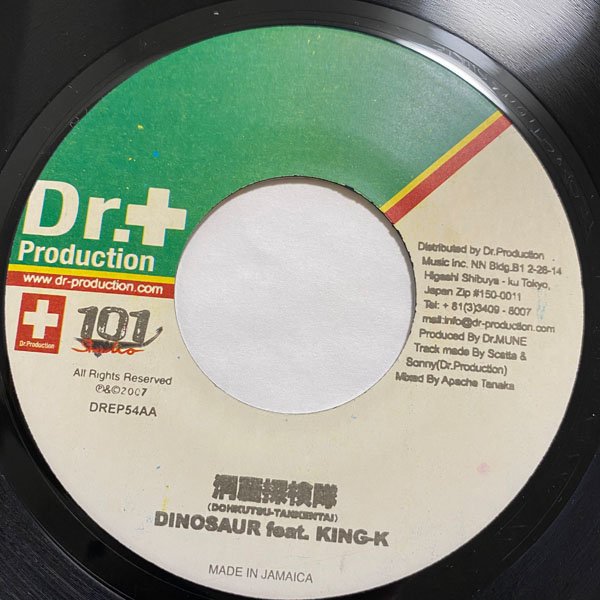 Dr.+
Production
www.dr-production.com
Dr.Production
101
All Rights Reserved
℗&©2007
DREP54AA
Distributed by Dr.Production
Music Inc. NN Bldg.B1 2-28-14
Higashi Shibuya - ku Tokyo,
Japan Zip #150-0011
Tel: + 81(3)3409 - 8007
mail:info@dr-production.com
Produced By Dr.MUNE
Track made By Scatta &
Sonny(Dr.Production)
Mixed By Apache Tanaka
洞窟探検隊
(DOHKUTSU-TANKENTAI)
DINOSAUR feat. KING-K
MADE IN JAMAICA